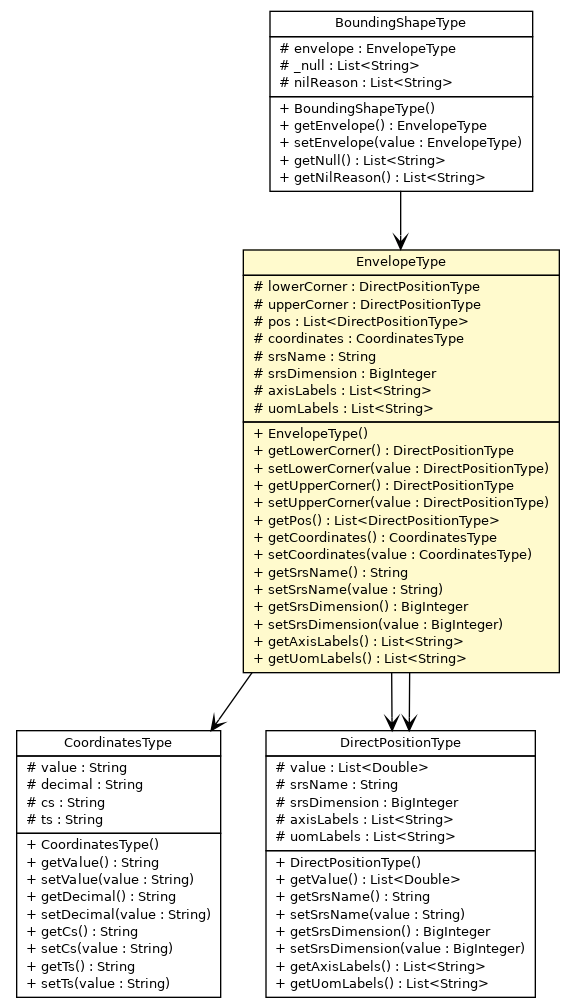 BoundingShapeType
# envelope : EnvelopeType
# _null : List<String>
# nilReason : List<String>
+ BoundingShapeType()
+ getEnvelope() : EnvelopeType
+ setEnvelope(value : EnvelopeType)
+ getNull() : List<String>
+ getNilReason() : List<String>
EnvelopeType
# lowerCorner : DirectPositionType
# upperCorner : DirectPositionType
# pos : List<DirectPositionType>
# coordinates : CoordinatesType
# srsName : String
# srsDimension : BigInteger
# axisLabels : List<String>
# uomLabels : List<String>
+ EnvelopeType()
+ getLowerCorner() : DirectPositionType
+ setLowerCorner(value : DirectPositionType)
+ getUpperCorner() : DirectPositionType
+ setUpperCorner(value : DirectPositionType)
+ getPos() : List<DirectPositionType>
+ getCoordinates() : CoordinatesType
+ setCoordinates(value : CoordinatesType)
+ getSrsName() : String
+ setSrsName(value : String)
+ getSrsDimension() : BigInteger
+ setSrsDimension(value : BigInteger)
+ getAxisLabels() : List<String>
+ getUomLabels() : List<String>
CoordinatesType
# value : String
# decimal : String
# cs : String
# ts : String
+ CoordinatesType()
+ getValue() : String
+ setValue(value : String)
+ getDecimal() : String
+ setDecimal(value : String)
+ getCs() : String
+ setCs(value : String)
+ getTs() : String
+ setTs(value : String)
DirectPositionType
# value : List<Double>
# srsName : String
# srsDimension : BigInteger
# axisLabels : List<String>
# uomLabels : List<String>
+ DirectPositionType()
+ getValue() : List<Double>
+ getSrsName() : String
+ setSrsName(value : String)
+ getSrsDimension() : BigInteger
+ setSrsDimension(value : BigInteger)
+ getAxisLabels() : List<String>
+ getUomLabels() : List<String>